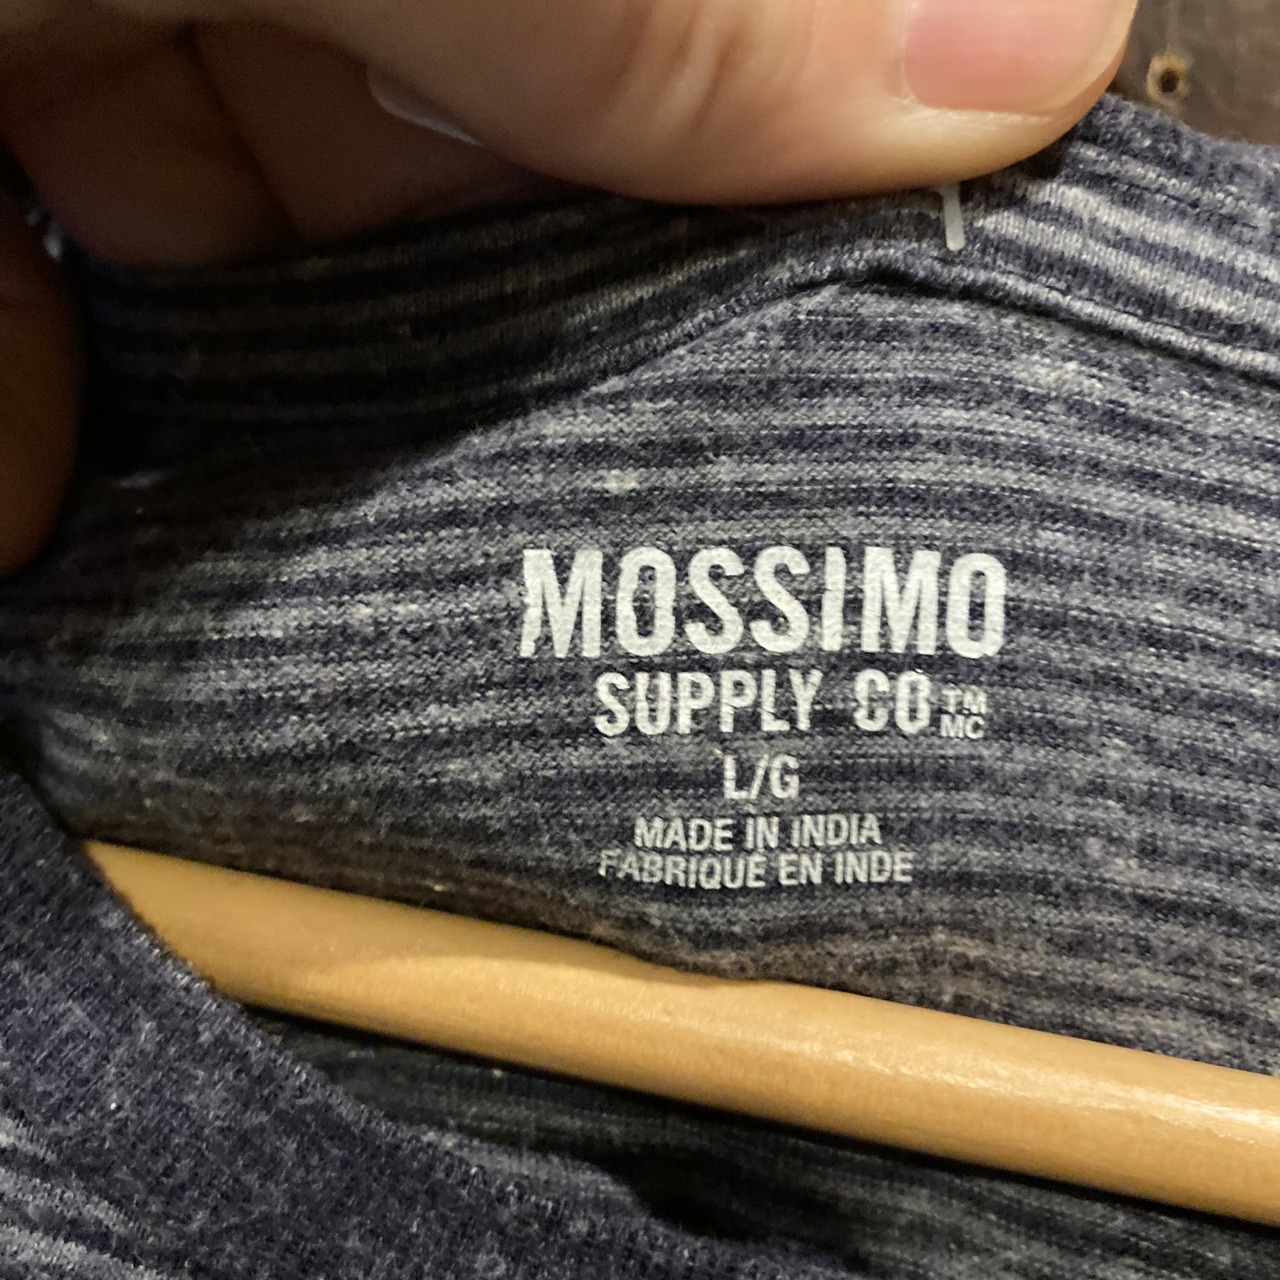 MOSSIMO
SUPPLY CO TM MC
L/G
MADE IN INDIA
FABRIQUÉ EN INDE